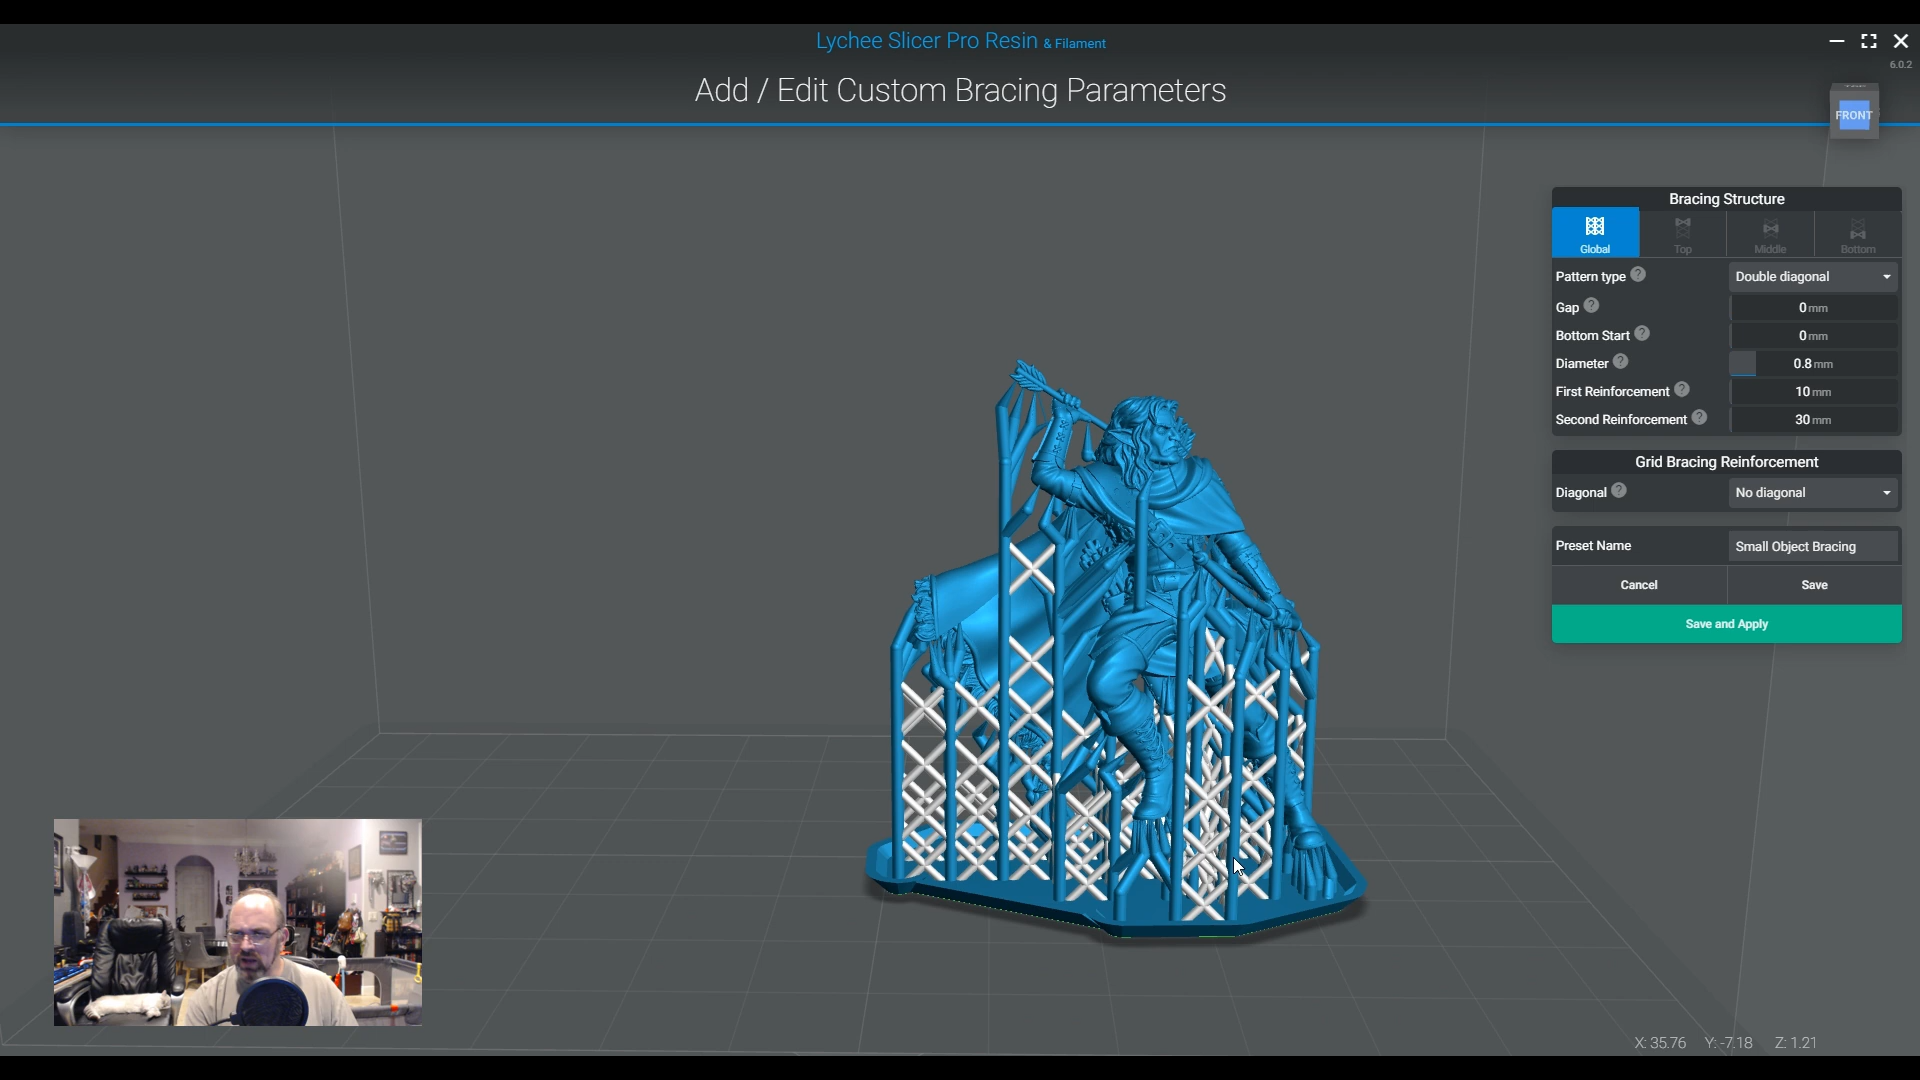 Lychee Slicer Pro Resin & Filament
6.0.2
Add / Edit Custom Bracing Parameters
FRONT
Bracing Structure
Global Top Middle Bottom
Pattern type ? Double diagonal
Gap ? 0 mm
Bottom Start ? 0 mm
Diameter ? 0.8 mm
First Reinforcement ? 10 mm
Second Reinforcement ? 30 mm
Grid Bracing Reinforcement
Diagonal ? No diagonal
Preset Name Small Object Bracing
Cancel Save
Save and Apply
X: 35.76 Y: -7.18 Z: 1.21